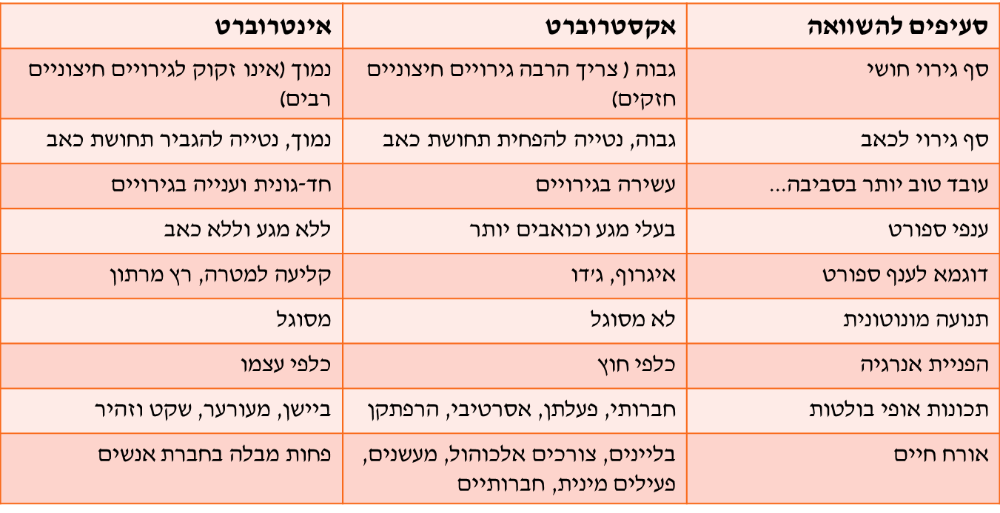 סעיפים להשוואה
אקסטרוברט
אינטרוברט
סף גירוי חושי
גבוה ( צריך הרבה גירויים חיצוניים
חזקים)
נמוך (אינו זקוק לגירויים חיצוניים
רבים)
סף גירוי לכאב
גבוה, נטייה להפחית תחושת כאב
נמוך, נטייה להגביר תחושת כאב
עובד טוב יותר בסביבה...
עשירה בגירויים
חד-גונית וענייה בגירויים
ענפי ספורט
בעלי מגע וכואבים יותר
ללא מגע וללא כאב
דוגמא לענף ספורט
איגרוף, ג'דו
קליעה למטרה, רץ מרתון
תנועה מונוטונית
לא מסוגל
מסוגל
הפניית אנרגיה
כלפי חוץ
כלפי עצמו
תכונות אופי בולטות
חברותי, פעלתן, אסרטיבי, הרפתקן
ביישן, מעורער, שקט וזהיר
אורח חיים
בליינים, צורכים אלכוהול, מעשנים,
פעילים מינית, חברותיים
פחות מבלה בחברת אנשים